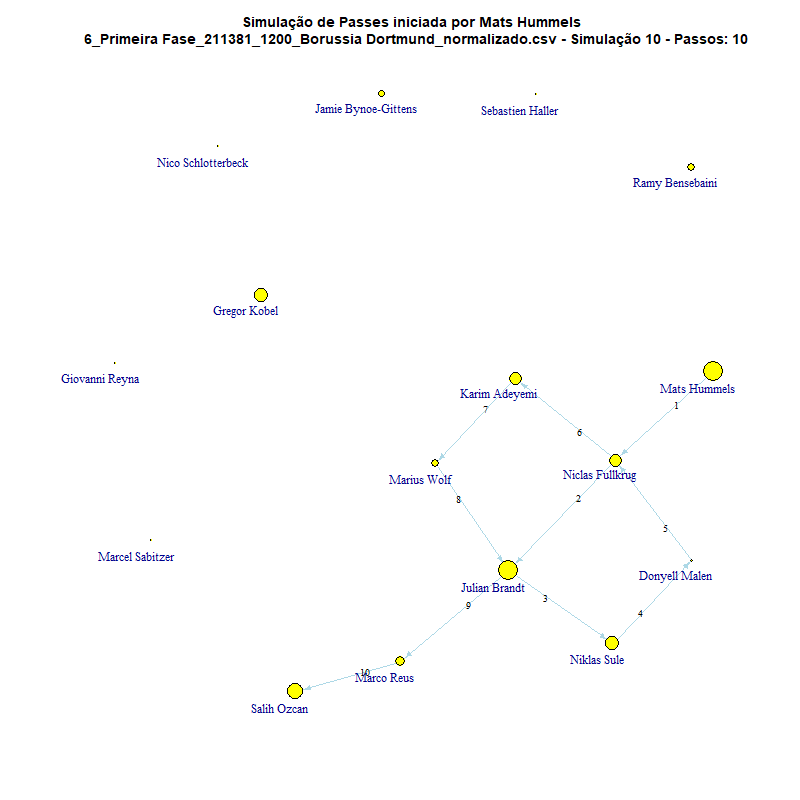 Simulação de Passes iniciada por Mats Hummels
6_Primeira Fase_211381_1200_Borussia Dortmund_normalizado.csv - Simulação 10 - Passos: 10
Jamie Bynoe-Gittens
Sebastien Haller
Nico Schlotterbeck
Ramy Bensebaini
Gregor Kobel
Giovanni Reyna
Karim Adeyemi
Mats Hummels
1
7
6
Marius Wolf
Niclas Fullkrug
8
2
5
Marcel Sabitzer
Donyell Malen
Julian Brandt
3
9
4
Niklas Sule
10
Marco Reus
Salih Ozcan